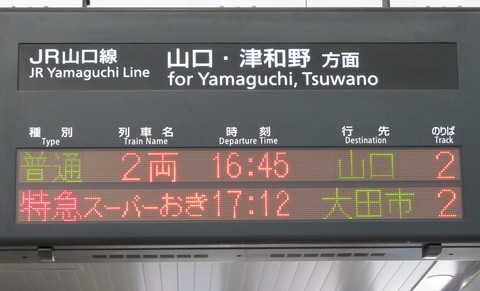 JR山口線 山口・津和野 方面
JR Yamaguchi Line for Yamaguchi, Tsuwano
種別 列車名 時刻 行先 のりば
Type Train Name Departure Time Destination Track
普通 2両 16:45 山口 2
特急 スーパーおき 17:12 大田市 2